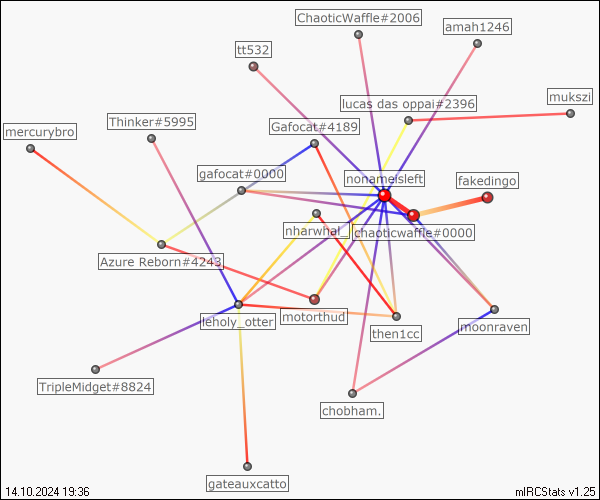 ChaoticWaffle#2006
amah1246
tt532
lucas das oppai#2396
mukszi
Thinker#5995
Gafocat#4189
mercurybro
gafocat#0000
nonameisleft
fakedingo
nharwhal_
chaoticwaffle#0000
Azure Reborn#4243
leholy_otter
motorthud
then1cc
moonraven
TripleMidget#8824
chobham.
gateauxcatto
14.10.2024 19:36
mIRCStats v1.25